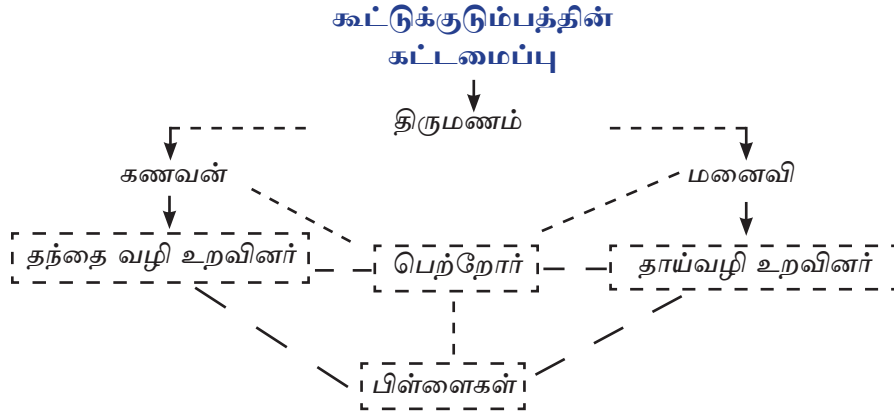 கூட்டுக்குடும்பத்தின்
கட்டமைப்பு
திருமணம்
கணவன்
மனைவி
தந்தை வழி உறவினர்
பெற்றோர்
தாய்வழி உறவினர்
பிள்ளைகள்